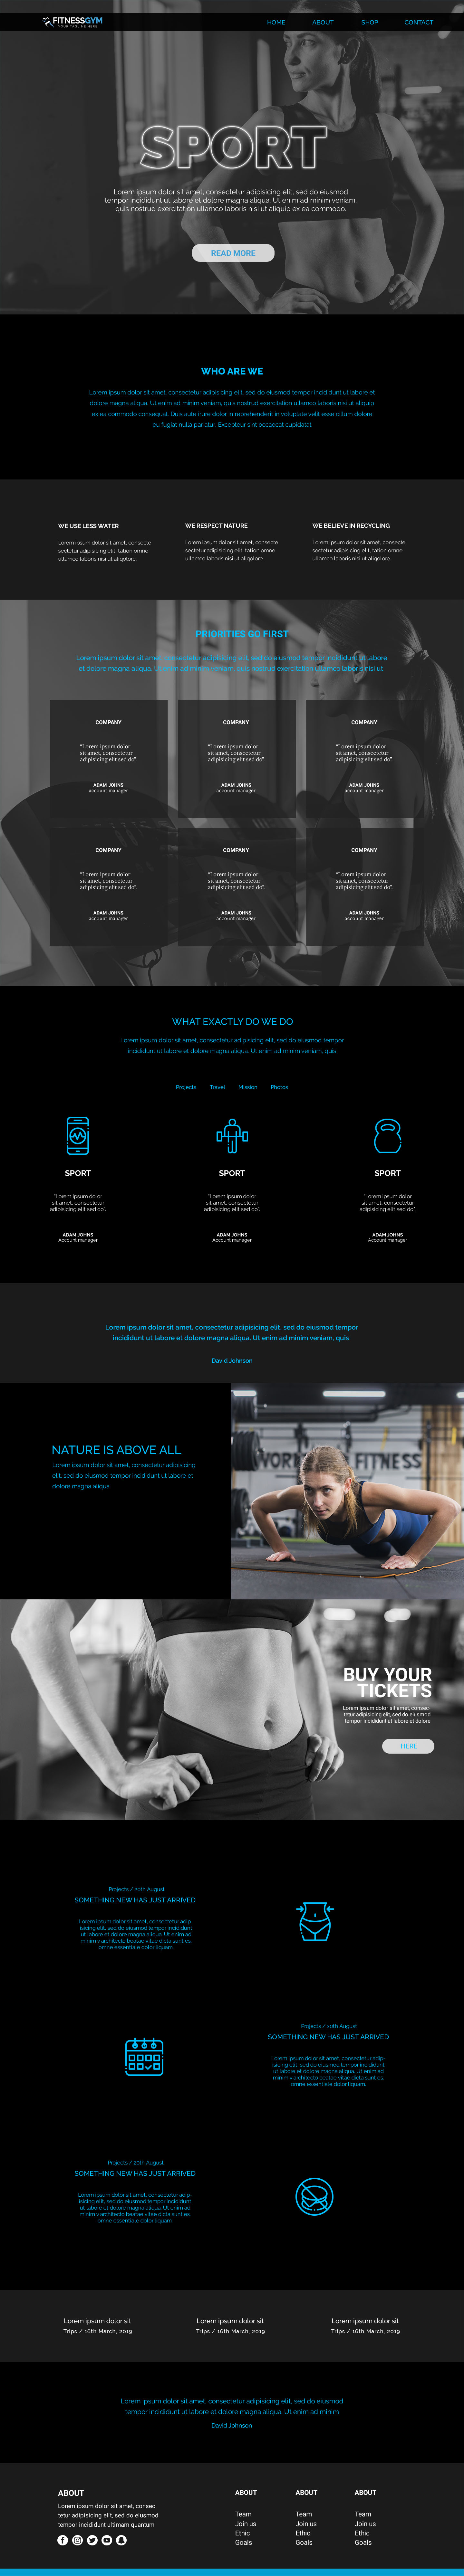 FITNESSGYM
YOUR TAGLINE HERE
HOME ABOUT SHOP CONTACT
SPORT
Lorem ipsum dolor sit amet, consectetur adipisicing elit, sed do eiusmod
tempor incididunt ut labore et dolore magna aliqua. Ut enim ad minim veniam,
quis nostrud exercitation ullamco laboris nisi ut aliquip ex ea commodo.
READ MORE
WHO ARE WE
Lorem ipsum dolor sit amet, consectetur adipisicing elit, sed do eiusmod tempor incididunt ut labore et
dolore magna aliqua. Ut enim ad minim veniam, quis nostrud exercitation ullamco laboris nisi ut aliquip
ex ea commodo consequat. Duis aute irure dolor in reprehenderit in voluptate velit esse cillum dolore
eu fugiat nulla pariatur. Excepteur sint occaecat cupidatat
WE USE LESS WATER
Lorem ipsum dolor sit amet, consecte
sectetur adipisicing elit, tation omne
ullamcorper laboris nisi ut aliqolore.
WE RESPECT NATURE
Lorem ipsum dolor sit amet, consecte
sectetur adipisicing elit, tation omne
ullamco laboris nisi ut aliqolore.
WE BELIEVE IN RECYCLING
Lorem ipsum dolor sit amet, consecte
sectetur adipisicing elit, tation omne
ullamco laboris nisi ut aliqolore.
PRIORITIES GO FIRST
Lorem ipsum dolor sit amet, consectetur adipisicing elit, sed do eiusmod tempor incididunt ut labore
et dolore magna aliqua. Ut enim ad minim veniam, quis nostrud exercitation ullamco laboris nisi ut
COMPANY
"Lorem ipsum dolor
sit amet, consectetur
adipisicing elit sed do".
ADAM JOHNS
account manager
COMPANY
"Lorem ipsum dolor
sit amet, consectetur
adipisicing elit sed do".
ADAM JOHNS
account manager
COMPANY
"Lorem ipsum dolor
sit amet, consectetur
adipisicing elit sed do".
ADAM JOHNS
account manager
COMPANY
"Lorem ipsum dolor
sit amet, consectetur
adipisicing elit sed do".
ADAM JOHNS
account manager
COMPANY
"Lorem ipsum dolor
sit amet, consectetur
adipisicing elit sed do".
ADAM JOHNS
account manager
COMPANY
"Lorem ipsum dolor
sit amet, consectetur
adipisicing elit sed do".
ADAM JOHNS
account manager
WHAT EXACTLY DO WE DO
Lorem ipsum dolor sit amet, consectetur adipisicing elit, sed do eiusmod tempor
incididunt ut labore et dolore magna aliqua. Ut enim ad minim veniam, quis
Projects Travel Mission Photos
SPORT
"Lorem ipsum dolor
sit amet, consectetur
adipisicing elit sed do".
ADAM JOHNS
Account manager
SPORT
"Lorem ipsum dolor
sit amet, consectetur
adipisicing elit sed do".
ADAM JOHNS
Account manager
SPORT
"Lorem ipsum dolor
sit amet, consectetur
adipisicing elit sed do".
ADAM JOHNS
Account manager
Lorem ipsum dolor sit amet, consectetur adipisicing elit, sed do eiusmod tempor
incididunt ut labore et dolore magna aliqua. Ut enim ad minim veniam, quis
David Johnson
NATURE IS ABOVE ALL
Lorem ipsum dolor sit amet, consectetur adipisicing
elit, sed do eiusmod tempor incididunt ut labore et
dolore magna aliqua
FITNESS
BUY YOUR
TICKETS
Lorem ipsum dolor sit amet, consec-
tetur adipisicing elit, sed do eiusmod
tempor incididunt ut labore et dolore
HERE
Projects / 20th August
SOMETHING NEW HAS JUST ARRIVED
Lorem ipsum dolor sit amet, consectetur adip-
isicing elit, sed do eiusmod tempor incididunt
ut labore et dolore magna aliqua. Ut enim ad
minim v architecto beatae vitae dicta sunt es,
omne essentiale dolor liquam
Projects / 20th August
SOMETHING NEW HAS JUST ARRIVED
Lorem ipsum dolor sit amet, consectetur adip-
isicing elit, sed do eiusmod tempor incididunt
ut labore et dolore magna aliqua. Ut enim ad
minim v architecto beatae vitae dicta sunt es,
omne essentiale dolor liquam
Projects / 20th August
SOMETHING NEW HAS JUST ARRIVED
Lorem ipsum dolor sit amet, consectetur adip-
isicing elit, sed do eiusmod tempor incididunt
ut labore et dolore magna aliqua. Ut enim ad
minim v architecto beatae vitae dicta sunt es,
omne essentiale dolor liquam
Lorem ipsum dolor sit
Trips / 16th March, 2019
Lorem ipsum dolor sit
Trips / 16th March, 2019
Lorem ipsum dolor sit
Trips / 16th March, 2019
Lorem ipsum dolor sit amet, consectetur adipisicing elit, sed do eiusmod
tempor incididunt ut labore et dolore magna aliqua. Ut enim ad minim
David Johnson
ABOUT
Lorem ipsum dolor sit amet, consec
tetur adipisicing elit, sed do eiusmod
tempor incididunt ultimam quantum
ABOUT
Team
Join us
Ethic
Goals
ABOUT
Team
Join us
Ethic
Goals
ABOUT
Team
Join us
Ethic
Goals